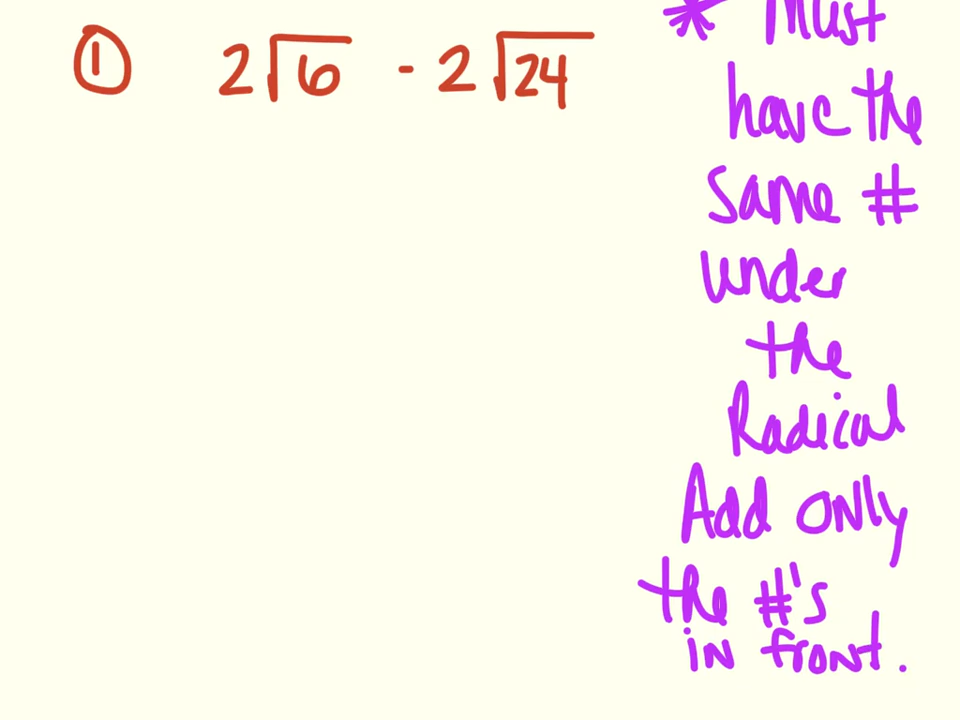 ① 2√6 - 2√24
* Must
have the
same #
under
the
Radical
Add only
the #'s
in front.